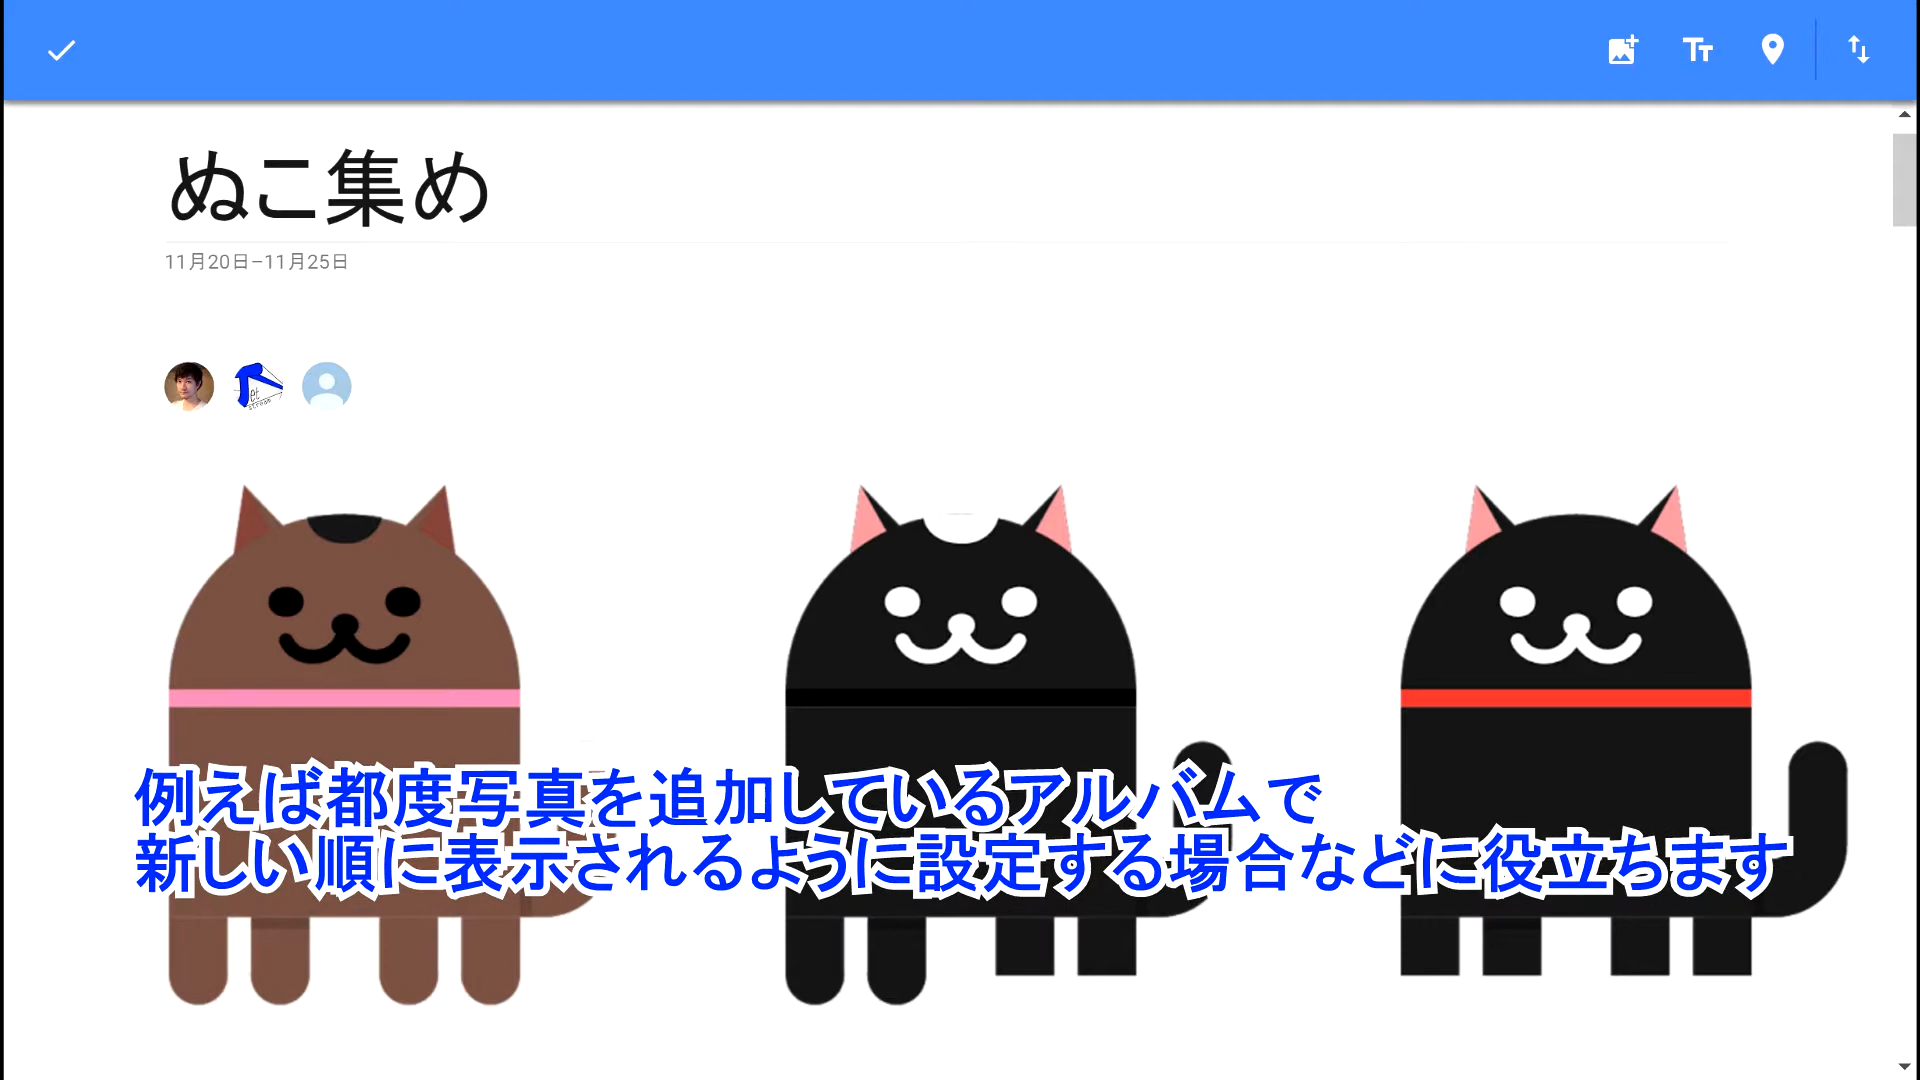 ぬこ集め
11月20日–11月25日
例えば都度写真を追加しているアルバムで
新しい順に表示されるように設定する場合などに役立ちます